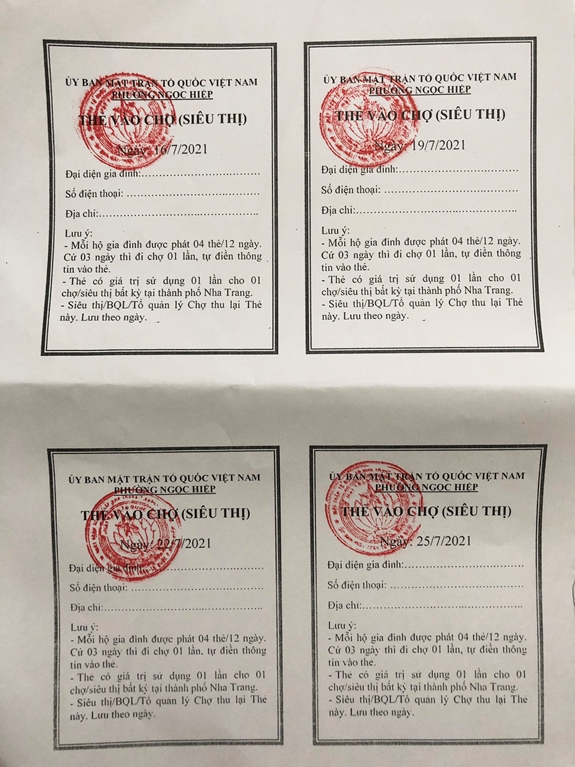 ỦY BAN MẶT TRẬN TỔ QUỐC VIỆT NAM
PHƯỜNG NGỌC HIỆP
THẺ VÀO CHỢ (SIÊU THỊ)
Ngày: 16/7/2021
Đại diện gia đình:................................
Số điện thoại: ................................
Địa chỉ:................................
Lưu ý:
- Mỗi hộ gia đình được phát 04 thẻ/12 ngày.
Cứ 03 ngày thì đi chợ 01 lần, tự điền thông
tin vào thẻ.
- Thẻ có giá trị sử dụng 01 lần cho 01
chợ/siêu thị bất kỳ tại thành phố Nha Trang.
- Siêu thị/BQL/Tổ quản lý Chợ thu lại Thẻ
này. Lưu theo ngày.
ỦY BAN MẶT TRẬN TỔ QUỐC VIỆT NAM
PHƯỜNG NGỌC HIỆP
THẺ VÀO CHỢ (SIÊU THỊ)
Ngày: 19/7/2021
Đại diện gia đình:................................
Số điện thoại: ................................
Địa chỉ:................................
Lưu ý:
- Mỗi hộ gia đình được phát 04 thẻ/12 ngày.
Cứ 03 ngày thì đi chợ 01 lần, tự điền thông
tin vào thẻ.
- Thẻ có giá trị sử dụng 01 lần cho 01
chợ/siêu thị bất kỳ tại thành phố Nha Trang.
- Siêu thị/BQL/Tổ quản lý Chợ thu lại Thẻ
này. Lưu theo ngày.
ỦY BAN MẶT TRẬN TỔ QUỐC VIỆT NAM
PHƯỜNG NGỌC HIỆP
THẺ VÀO CHỢ (SIÊU THỊ)
Ngày: 22/7/2021
Đại diện gia đình:................................
Số điện thoại: ................................
Địa chỉ:................................
Lưu ý:
- Mỗi hộ gia đình được phát 04 thẻ/12 ngày.
Cứ 03 ngày thì đi chợ 01 lần, tự điền thông
tin vào thẻ.
- Thẻ có giá trị sử dụng 01 lần cho 01
chợ/siêu thị bất kỳ tại thành phố Nha Trang.
- Siêu thị/BQL/Tổ quản lý Chợ thu lại Thẻ
này. Lưu theo ngày.
ỦY BAN MẶT TRẬN TỔ QUỐC VIỆT NAM
PHƯỜNG NGỌC HIỆP
THẺ VÀO CHỢ (SIÊU THỊ)
Ngày: 25/7/2021
Đại diện gia đình:................................
Số điện thoại: ................................
Địa chỉ:................................
Lưu ý:
- Mỗi hộ gia đình được phát 04 thẻ/12 ngày.
Cứ 03 ngày thì đi chợ 01 lần, tự điền thông
tin vào thẻ.
- Thẻ có giá trị sử dụng 01 lần cho 01
chợ/siêu thị bất kỳ tại thành phố Nha Trang.
- Siêu thị/BQL/Tổ quản lý Chợ thu lại Thẻ
này. Lưu theo ngày.